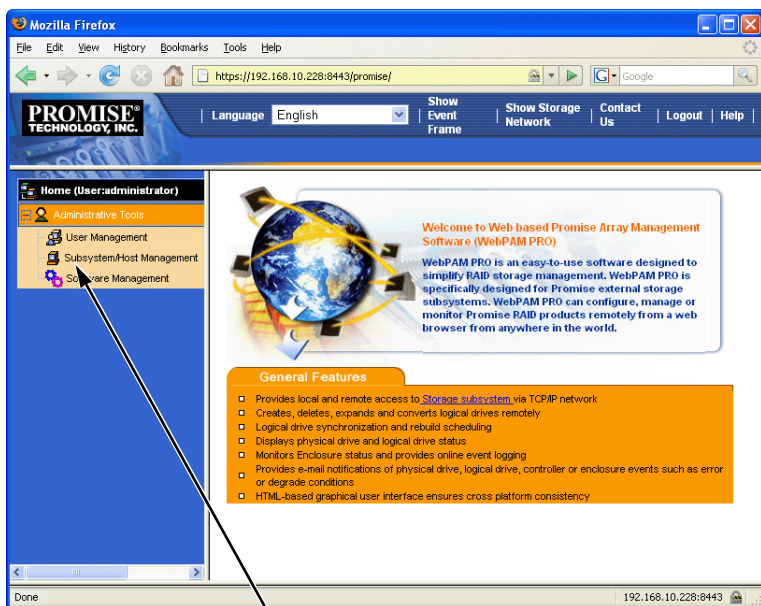 Mozilla Firefox
File Edit View History Bookmarks Tools Help
https://192.168.10.228:8443/promise/
G Google
PROMISE®
TECHNOLOGY, INC.
| Language English | Show Event Frame | Show Storage Network | Contact Us | Logout | Help |
Home (User:administrator)
Administrative Tools
User Management
Subsystem/Host Management
Software Management
Welcome to Web based Promise Array Management
Software (WebPAM PRO)
WebPAM PRO is an easy-to-use software designed to
simplify RAID storage management. WebPAM PRO is
specifically designed for Promise external storage
subsystems. WebPAM PRO can configure, manage or
monitor Promise RAID products remotely from a web
browser from anywhere in the world.
General Features
Provides local and remote access to Storage subsystem via TCP/IP network
Creates, deletes, expands and converts logical drives remotely
Logical drive synchronization and rebuild scheduling
Displays physical drive and logical drive status
Monitors Enclosure status and provides online event logging
Provides e-mail notifications of physical drive, logical drive, controller or enclosure events such as error
or degrade conditions
HTML-based graphical user interface ensures cross platform consistency
Done
192.168.10.228:8443